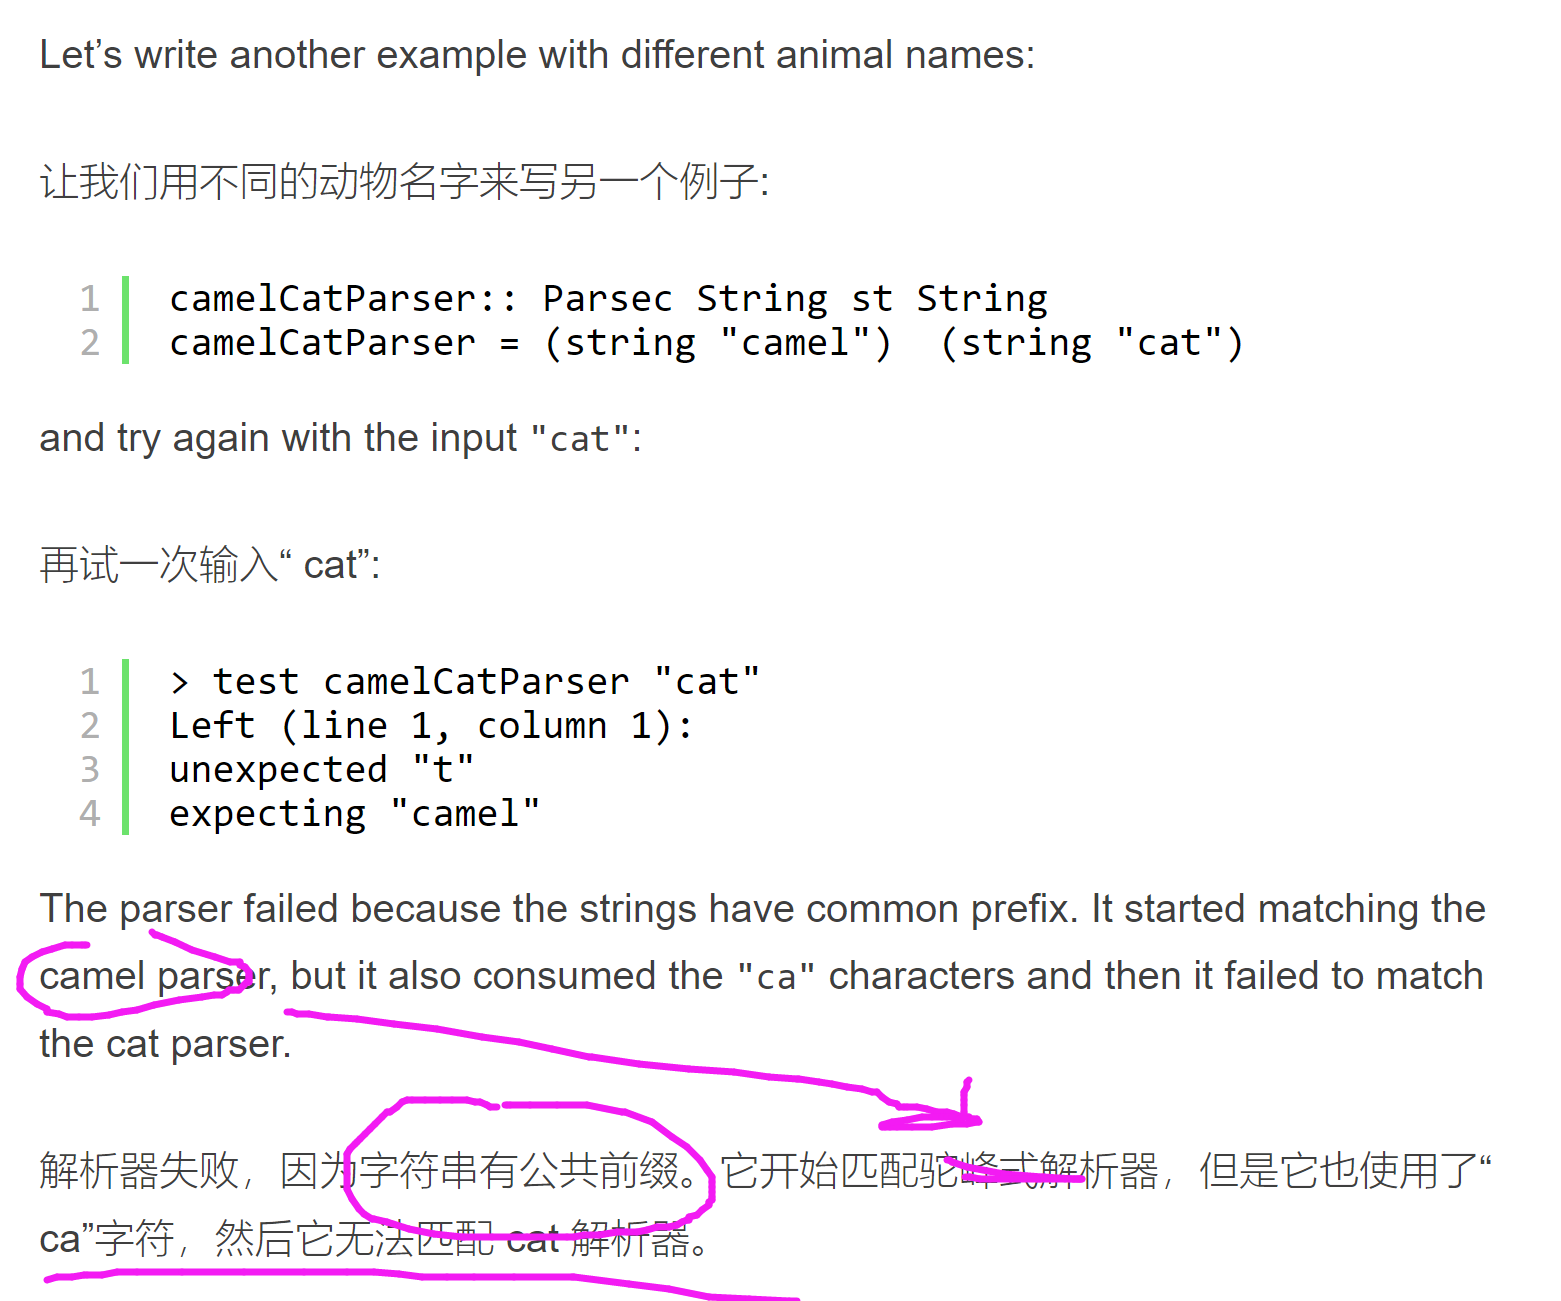 Let’s write another example with different animal names:
让我们用不同的动物名字来写另一个例子:
1 camelCatParser:: Parsec String st String
2 camelCatParser = (string "camel")  (string "cat")
and try again with the input "cat":
再试一次输入“ cat”:
1 > test camelCatParser "cat"
2 Left (line 1, column 1):
3 unexpected "t"
4 expecting "camel"
The parser failed because the strings have common prefix. It started matching the
camel parser, but it also consumed the "ca" characters and then it failed to match
the cat parser.
解析器失败，因为字符串有公共前缀。它开始匹配驼峰式解析器，但是它也使用了“
ca”字符，然后它无法匹配 cat 解析器。